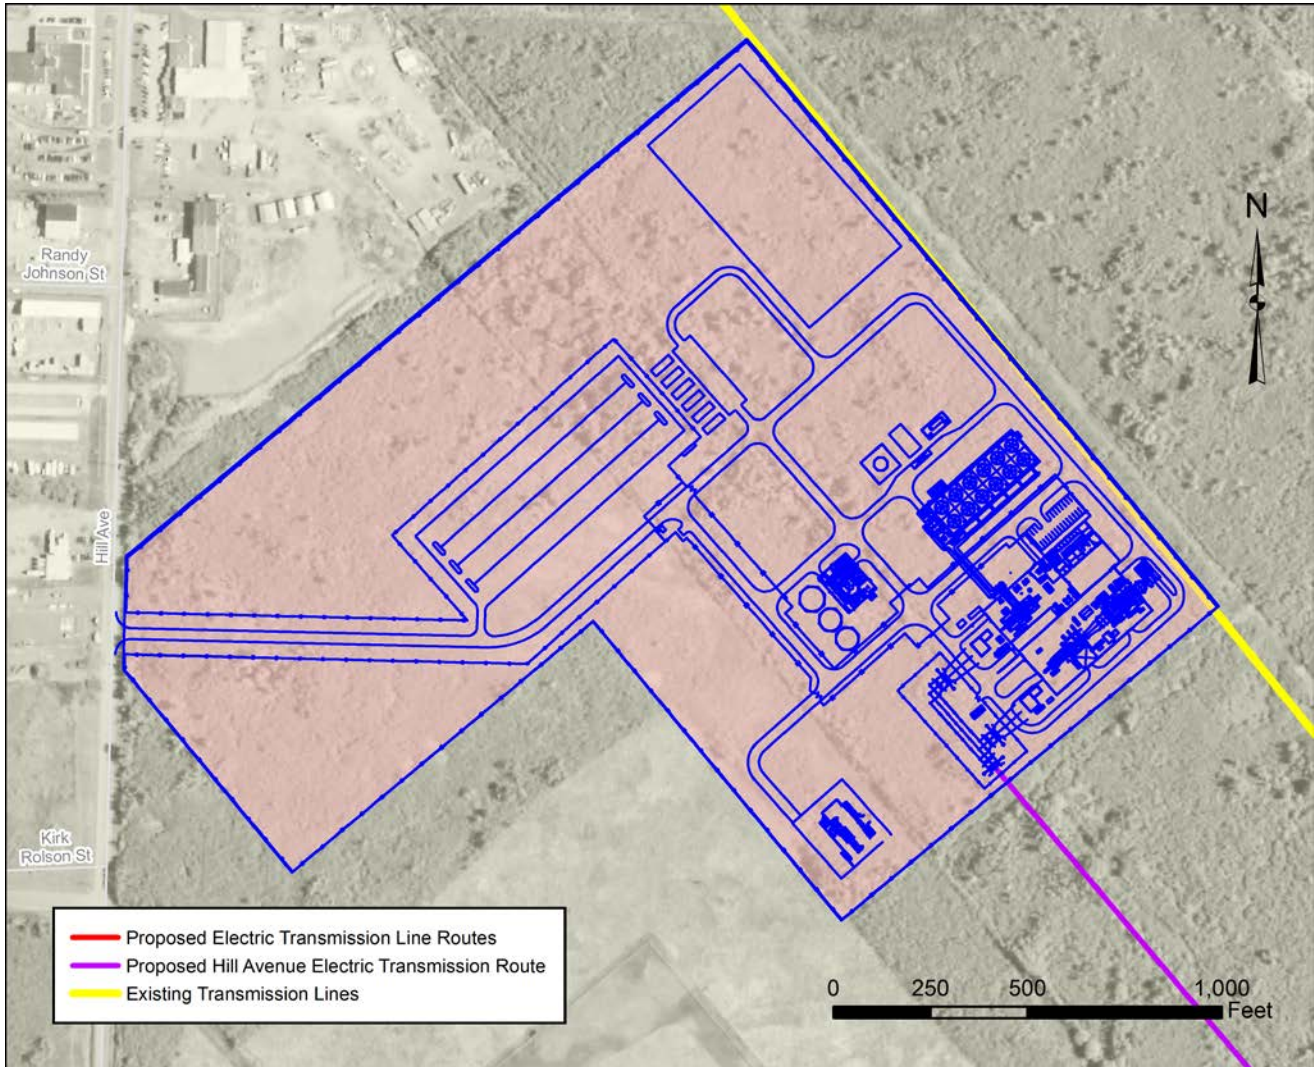 N
Randy
Johnson St
Hill Ave
Kirk
Rolson St
Proposed Electric Transmission Line Routes
Proposed Hill Avenue Electric Transmission Route
Existing Transmission Lines
0 250 500 1,000
Feet